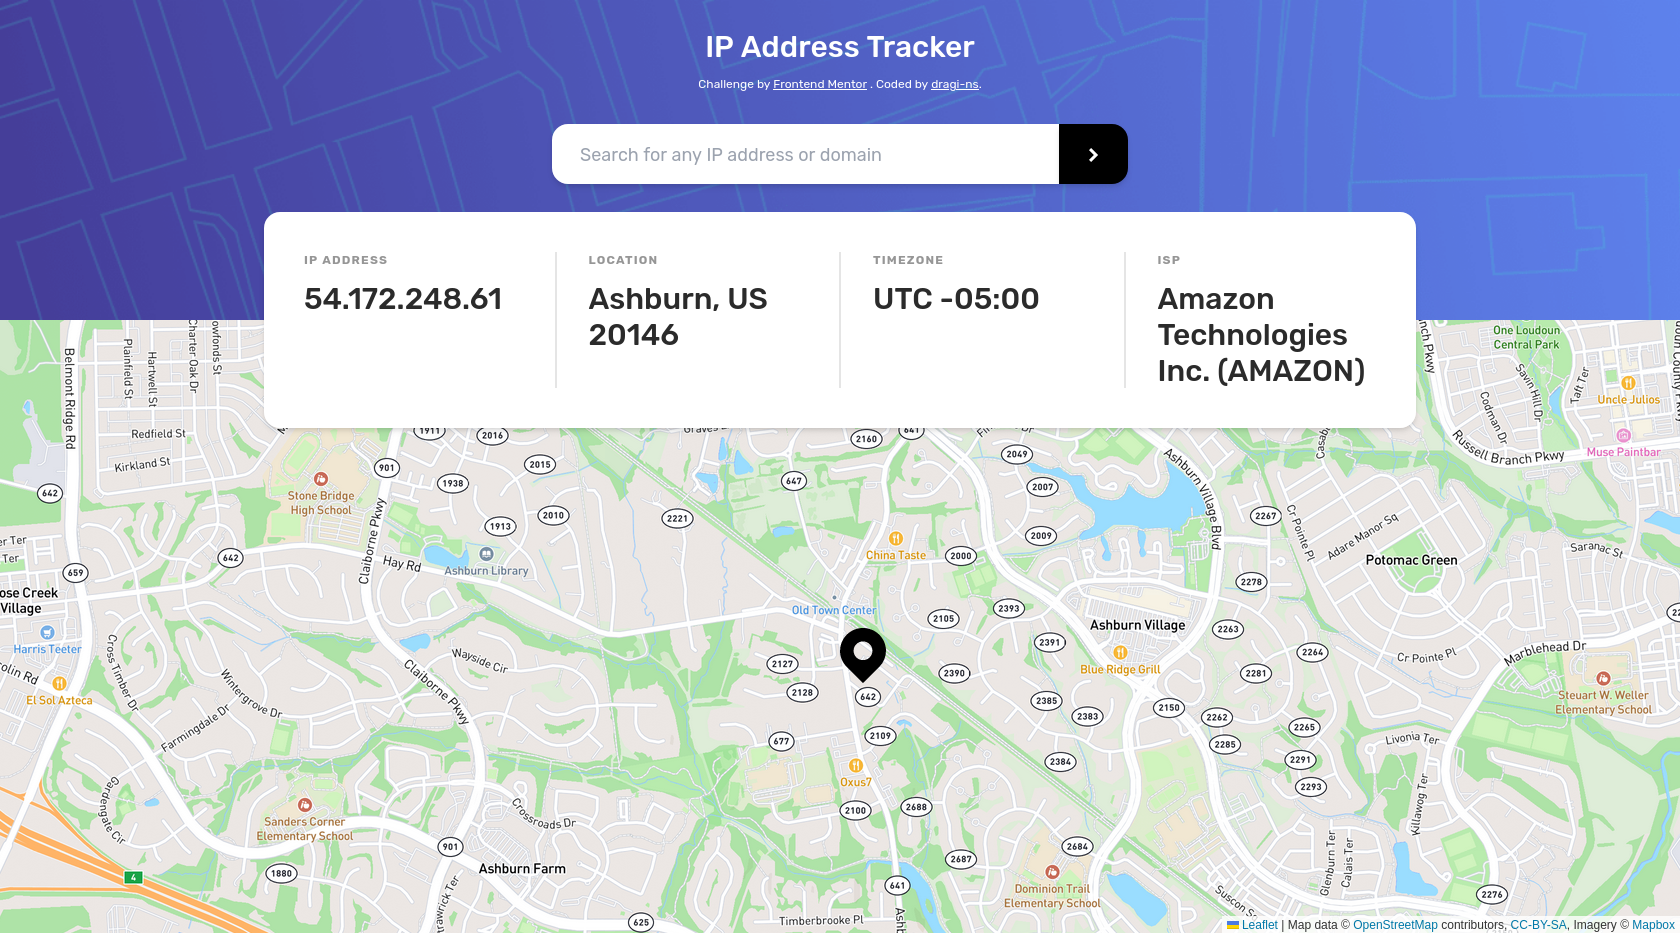 IP Address Tracker
Challenge by Frontend Mentor . Coded by dragi-ns.
Search for any IP address or domain
IP ADDRESS
54.172.248.61
LOCATION
Ashburn, US
20146
TIMEZONE
UTC -05:00
ISP
Amazon
Technologies
Inc. (AMAZON)
Belmont Ridge Rd
Plainfield St
Hartwell St
Charter Oak Dr
owfonds St
Redfield St
Kirkland St
One Loudoun
Central Park
Savin Hill Dr
Taft Ter
Codman Dr
Uncle Julios
Russell Branch Pkwy
Muse Paintbar
1911
2016
2160
641
2049
901
2015
1938
647
2007
642
Stone Bridge
High School
1913
2010
2221
2009
2267
Ashburn Village Blvd
Cr Pointe Pl
Adare Manor Sq
Potomac Green
Saranac St
Claiborne Pkwy
Hay Rd
Ashburn Library
China Taste
2000
642
659
2278
ose Creek
Village
Old Town Center
2105
2393
Ashburn Village
2263
Harris Teeter
2391
2264
Cr Pointe Pl
Marblehead Dr
Cross Timber Dr
Wayside Cir
Claiborne Pkwy
2127
2128
642
2390
Blue Ridge Grill
2281
olin Rd
El Sol Azteca
Wintergrove Dr
Farmingdale Dr
2385
2383
2150
2262
2265
2285
Steuart W. Weller
Elementary School
677
2109
2384
2291
2293
Livonia Ter
Killawog Ter
Oxus7
2100
2688
Gardengate Cir
Sanders Corner
Elementary School
Crossroads Dr
901
Ashburn Farm
1880
4
2687
2684
641
Dominion Trail
Elementary School
Glenburn Ter
Calais Ter
2276
625
Timberbrooke Pl
Leaflet | Map data © OpenStreetMap contributors, CC-BY-SA, Imagery © Mapbox